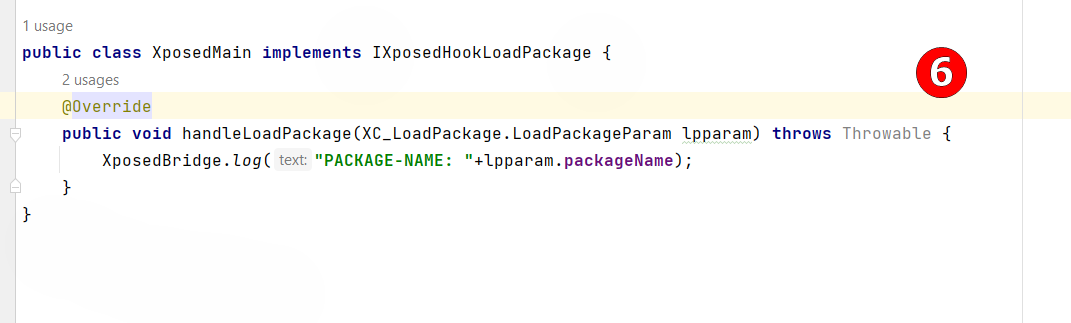 1 usage
public class XposedMain implements IXposedHookLoadPackage {
2 usages
6
@Override
public void handleLoadPackage(XC_LoadPackage.LoadPackageParam lpparam) throws Throwable {
XposedBridge.log( text: "PACKAGE-NAME: "+lpparam.packageName);
}
}